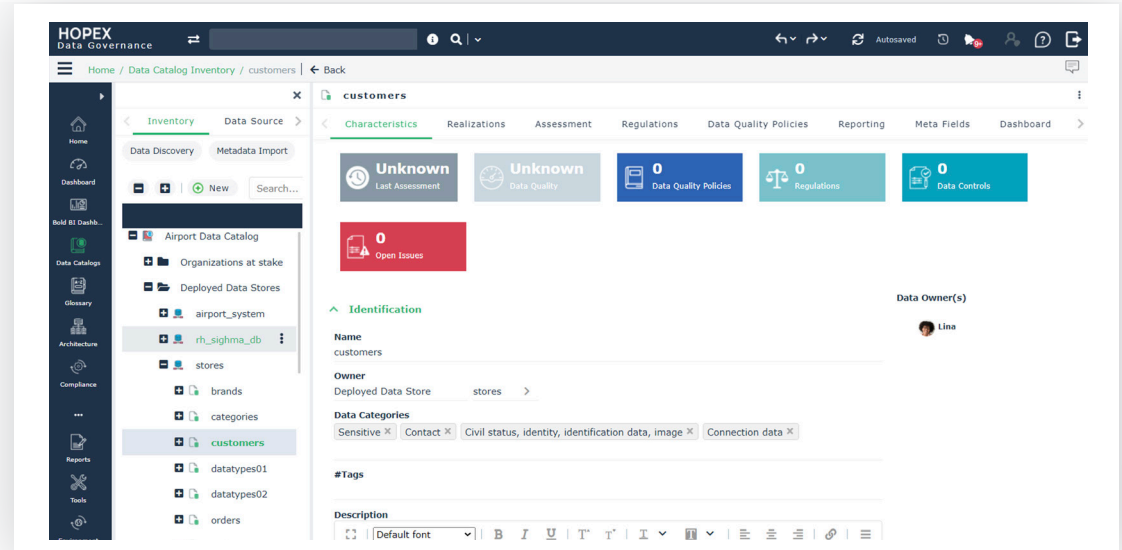 HOPEX
Data Governance
Autosaved
9+
Home / Data Catalog Inventory / customers | ← Back
customers
Inventory Data Source
Characteristics Realizations Assessment Regulations Data Quality Policies Reporting Meta Fields Dashboard
Home
Data Discovery Metadata Import
Dashboard
New Search...
Bold BI Dashb...
Data Catalogs
Glossary
Architecture
Compliance
...
Reports
Tools
Airport Data Catalog
Organizations at stake
Deployed Data Stores
airport_system
rh_sighma_db
stores
brands
categories
customers
datatypes01
datatypes02
orders
Unknown
Last Assessment
Unknown
Data Quality
0
Data Quality Policies
0
Regulations
0
Data Controls
0
Open Issues
Identification
Name
customers
Owner
Deployed Data Store stores
Data Categories
Sensitive × Contact × Civil status, identity, identification data, image × Connection data ×
#Tags
Description
Default font B I U T T I T
Data Owner(s)
Lina